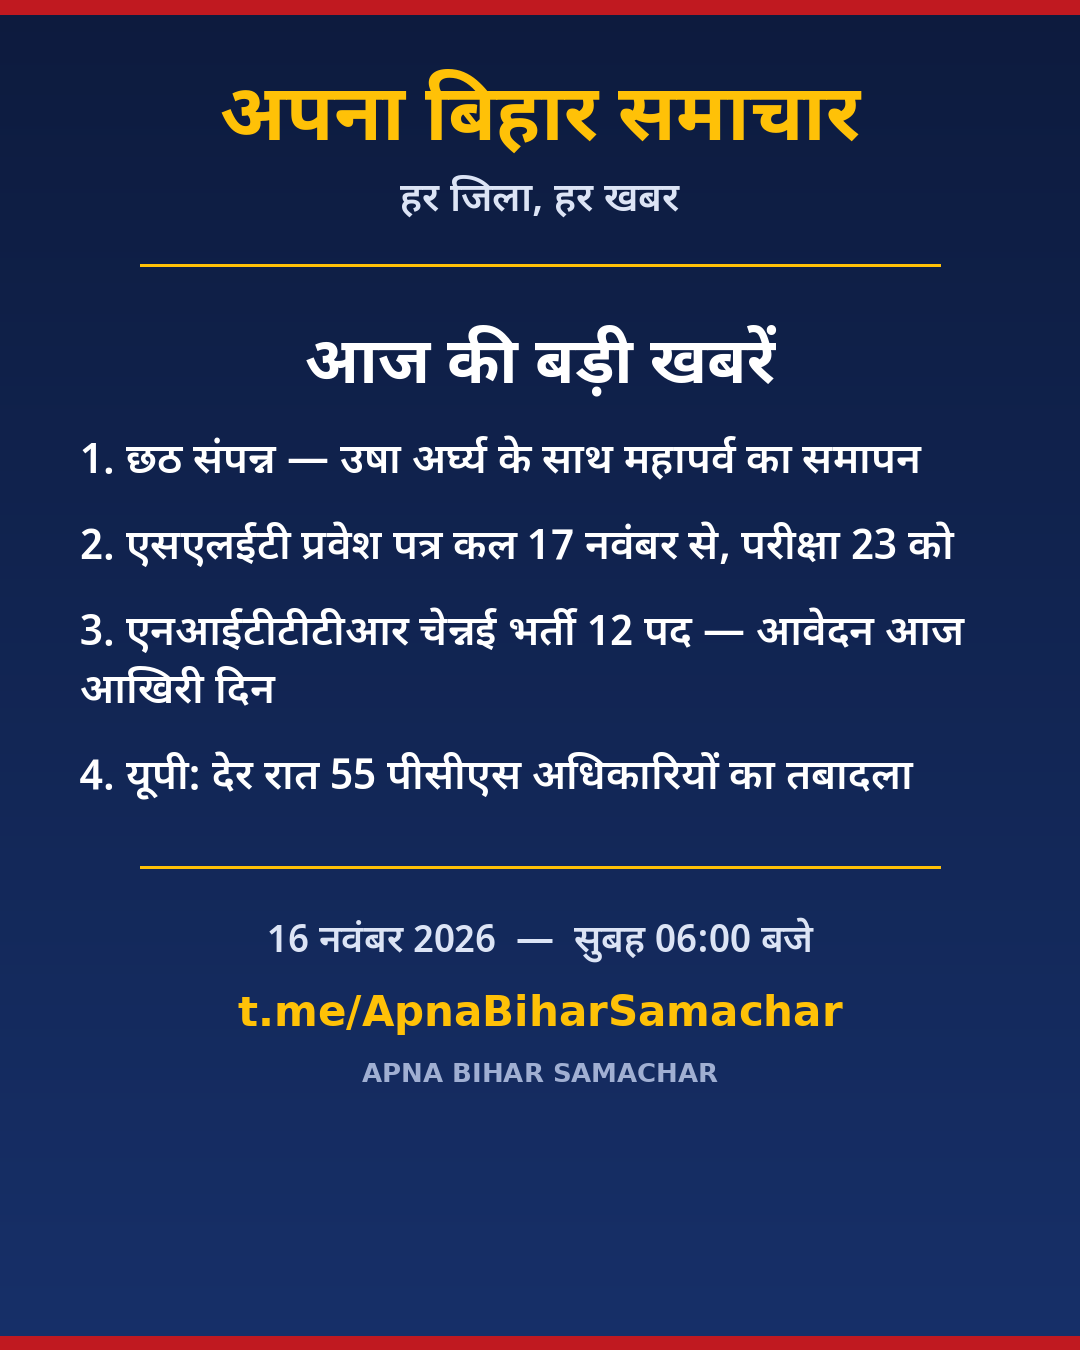 अपना बिहार समाचार
हर जिला, हर खबर
आज की बड़ी खबरें
1. छठ संपन्न — उषा अर्घ्य के साथ महापर्व का समापन
2. एसएलईटी प्रवेश पत्र कल 17 नवंबर से, परीक्षा 23 को
3. एनआईटीटीटीआर चेन्नई भर्ती 12 पद — आवेदन आज
आखिरी दिन
4. यूपी: देर रात 55 पीसीएस अधिकारियों का तबादला
16 नवंबर 2026 — सुबह 06:00 बजे
t.me/ApnaBiharSamachar
APNA BIHAR SAMACHAR